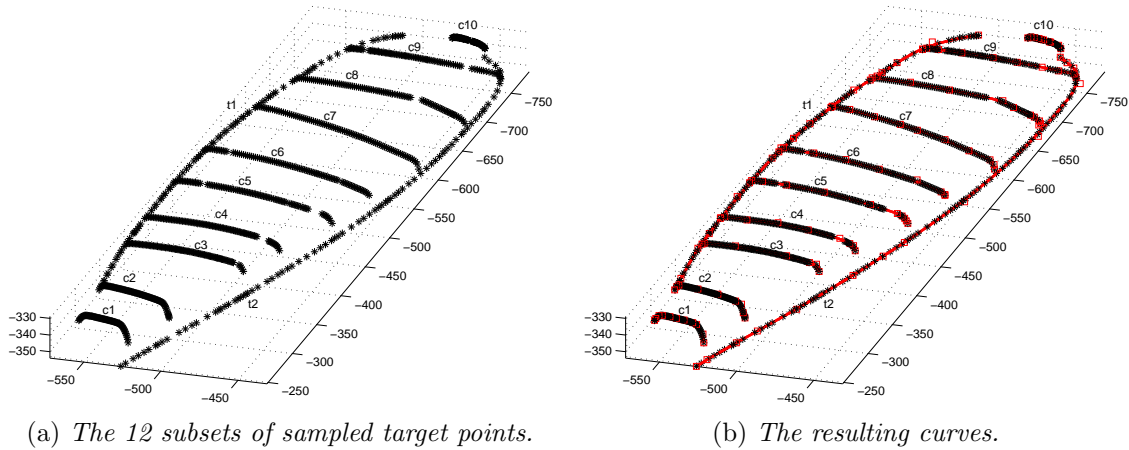 c10
c9
c8
−750
t1
c7
−700
−650
c6
−600
c5
−550
c4
−500
c3
−450
c2
t2
−400
c1
−350
−330
−340
−300
−350
−550
−500
−450
−250
(a) The 12 subsets of sampled target points.
c10
c9
c8
−750
t1
c7
−700
−650
c6
−600
c5
−550
c4
−500
c3
−450
c2
t2
−400
c1
−350
−330
−340
−300
−350
−550
−500
−450
−250
(b) The resulting curves.